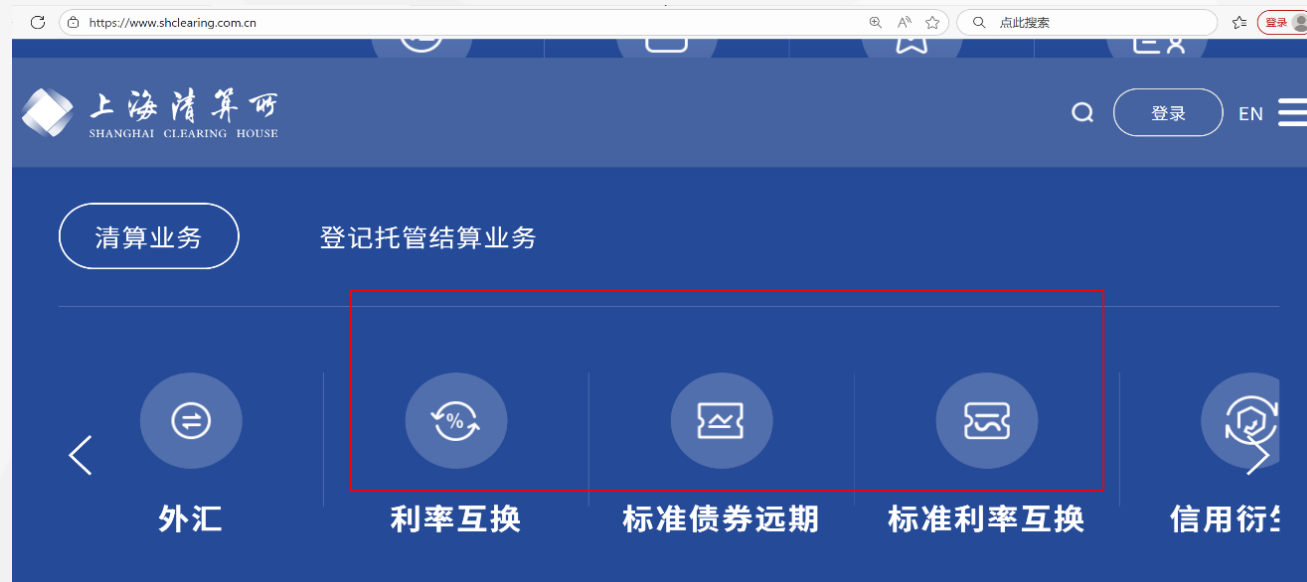 https://www.shclearing.com.cn
点此搜索
登录
上海清算所
SHANGHAI CLEARING HOUSE
登录
EN
清算业务
登记托管结算业务
%
外汇
利率互换
标准债券远期
标准利率互换
信用衍